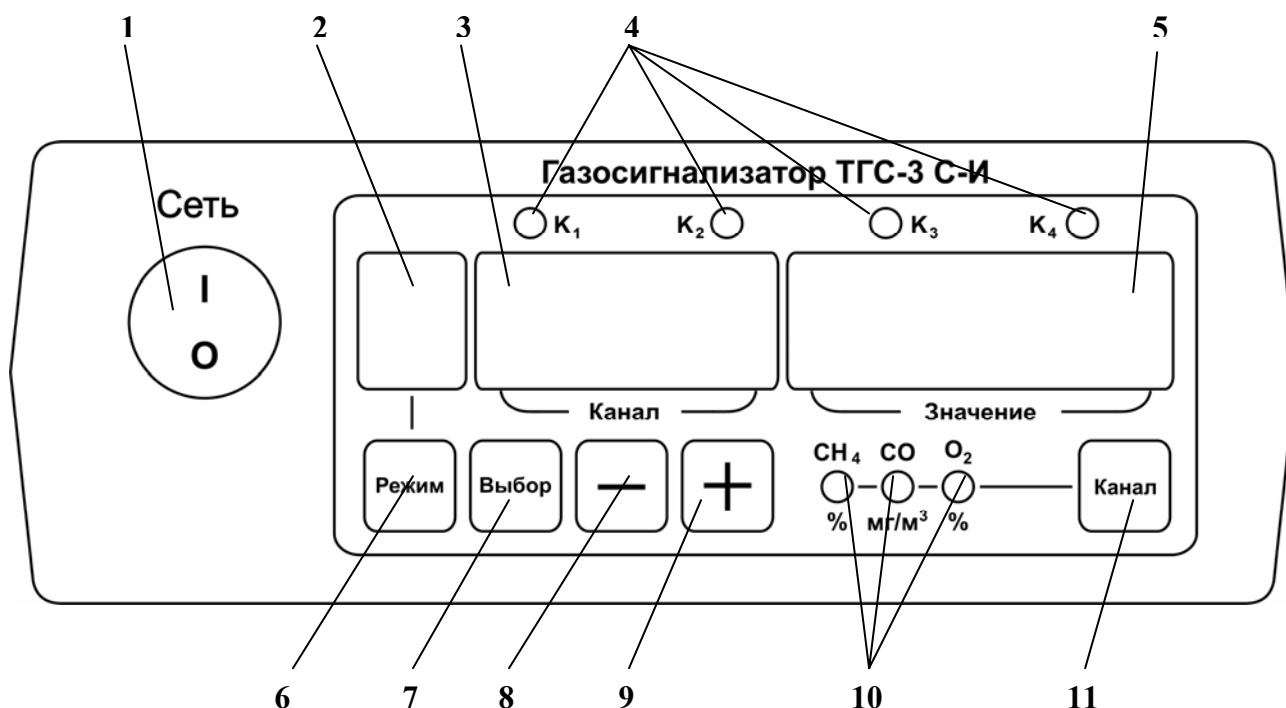 1 2 3 4 5
Газосигнализатор ТГС-3 С-И
Сеть
K₁ K₂ K₃ K₄
I
O
Канал Значение
CH₄ CO O₂
Режим Выбор − + Канал
% мг/м³ %
6 7 8 9 10 11